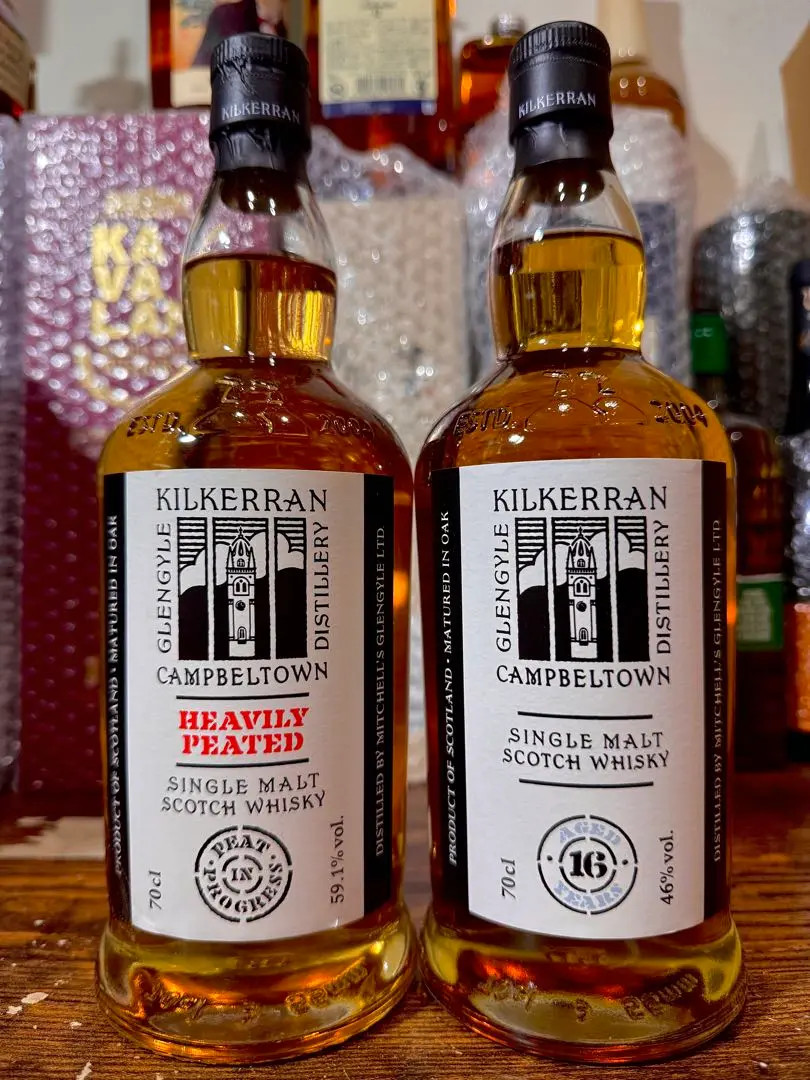 KILKERRAN
ESTD. 2004
KILKERRAN
GLENGYLE
DISTILLERY
CAMPBELTOWN
HEAVILY
PEATED
SINGLE MALT
SCOTCH WHISKY
PEAT
IN
PROGRESS
70cl
59.1% vol.
PRODUCT OF SCOTLAND • MATURED IN OAK
DISTILLED BY MITCHELL'S GLENGYLE LTD.
KILKERRAN
ESTD. 2004
KILKERRAN
GLENGYLE
DISTILLERY
CAMPBELTOWN
SINGLE MALT
SCOTCH WHISKY
AGED
16
YEARS
70cl
46% vol.
PRODUCT OF SCOTLAND • MATURED IN OAK
DISTILLED BY MITCHELL'S GLENGYLE LTD.
KA
VA
LAN